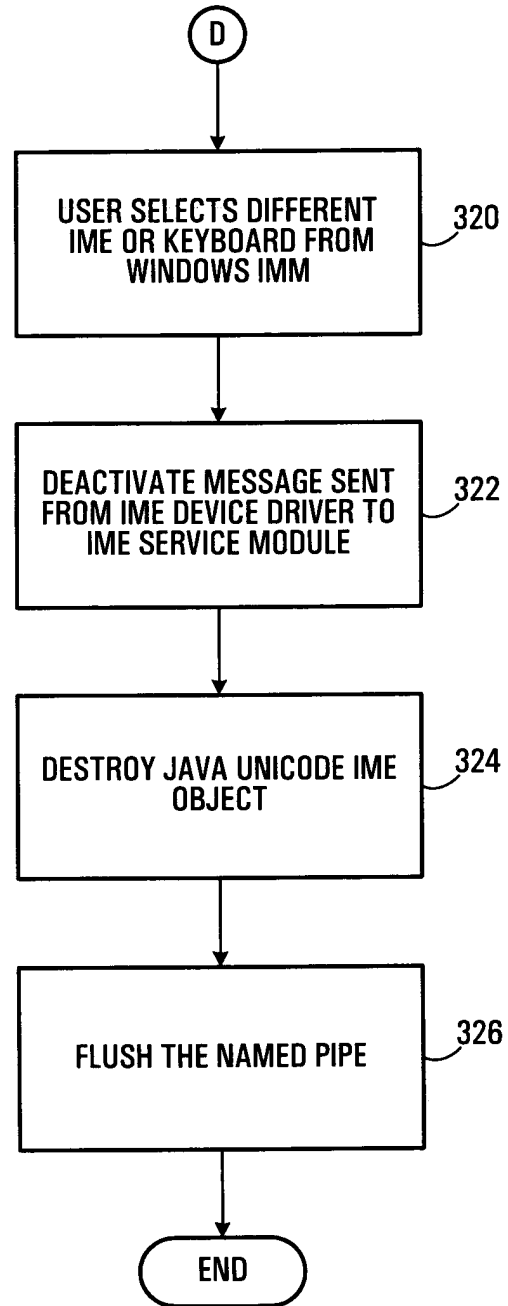 D
USER SELECTS DIFFERENT
IME OR KEYBOARD FROM
WINDOWS IMM
320
DEACTIVATE MESSAGE SENT
FROM IME DEVICE DRIVER TO
IME SERVICE MODULE
322
DESTROY JAVA UNICODE IME
OBJECT
324
FLUSH THE NAMED PIPE
326
END